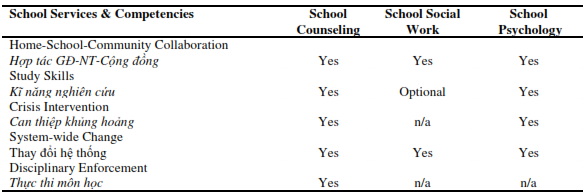 School Services & Competencies School School Social School
Counseling Work Psychology
Home-School-Community Collaboration
Hợp tác GĐ-NT-Cộng đồng Yes Yes Yes
Study Skills
Kĩ năng nghiên cứu Yes Optional Yes
Crisis Intervention
Can thiệp khủng hoảng Yes n/a Yes
System-wide Change
Thay đổi hệ thống Yes Yes Yes
Disciplinary Enforcement
Thực thi môn học Yes n/a n/a